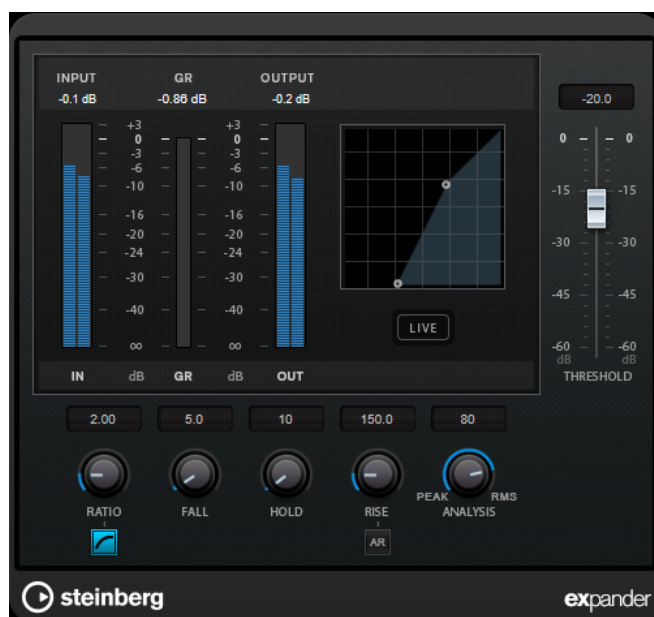 INPUT GR OUTPUT
-0.1 dB -0.86 dB -0.2 dB -20.0
+3 +3
0 0 0 0
-3 -3
-6 -6
-10 -10 -15 -15
-16 -16
-20 -20
-24 -24 -30 -30
-30 -30
-45 -45
-40 -40
LIVE
∞ ∞ -60 -60
dB dB
IN dB GR dB OUT THRESHOLD
2.00 5.0 10 150.0 80
PEAK RMS
RATIO FALL HOLD RISE ANALYSIS
AR
steinberg expander